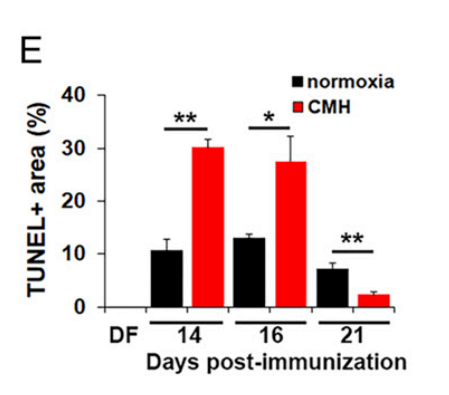 E
normoxia
CMH
TUNEL+ area (%)
40
30
20
10
0
**
*
**
DF 14 16 21
Days post-immunization